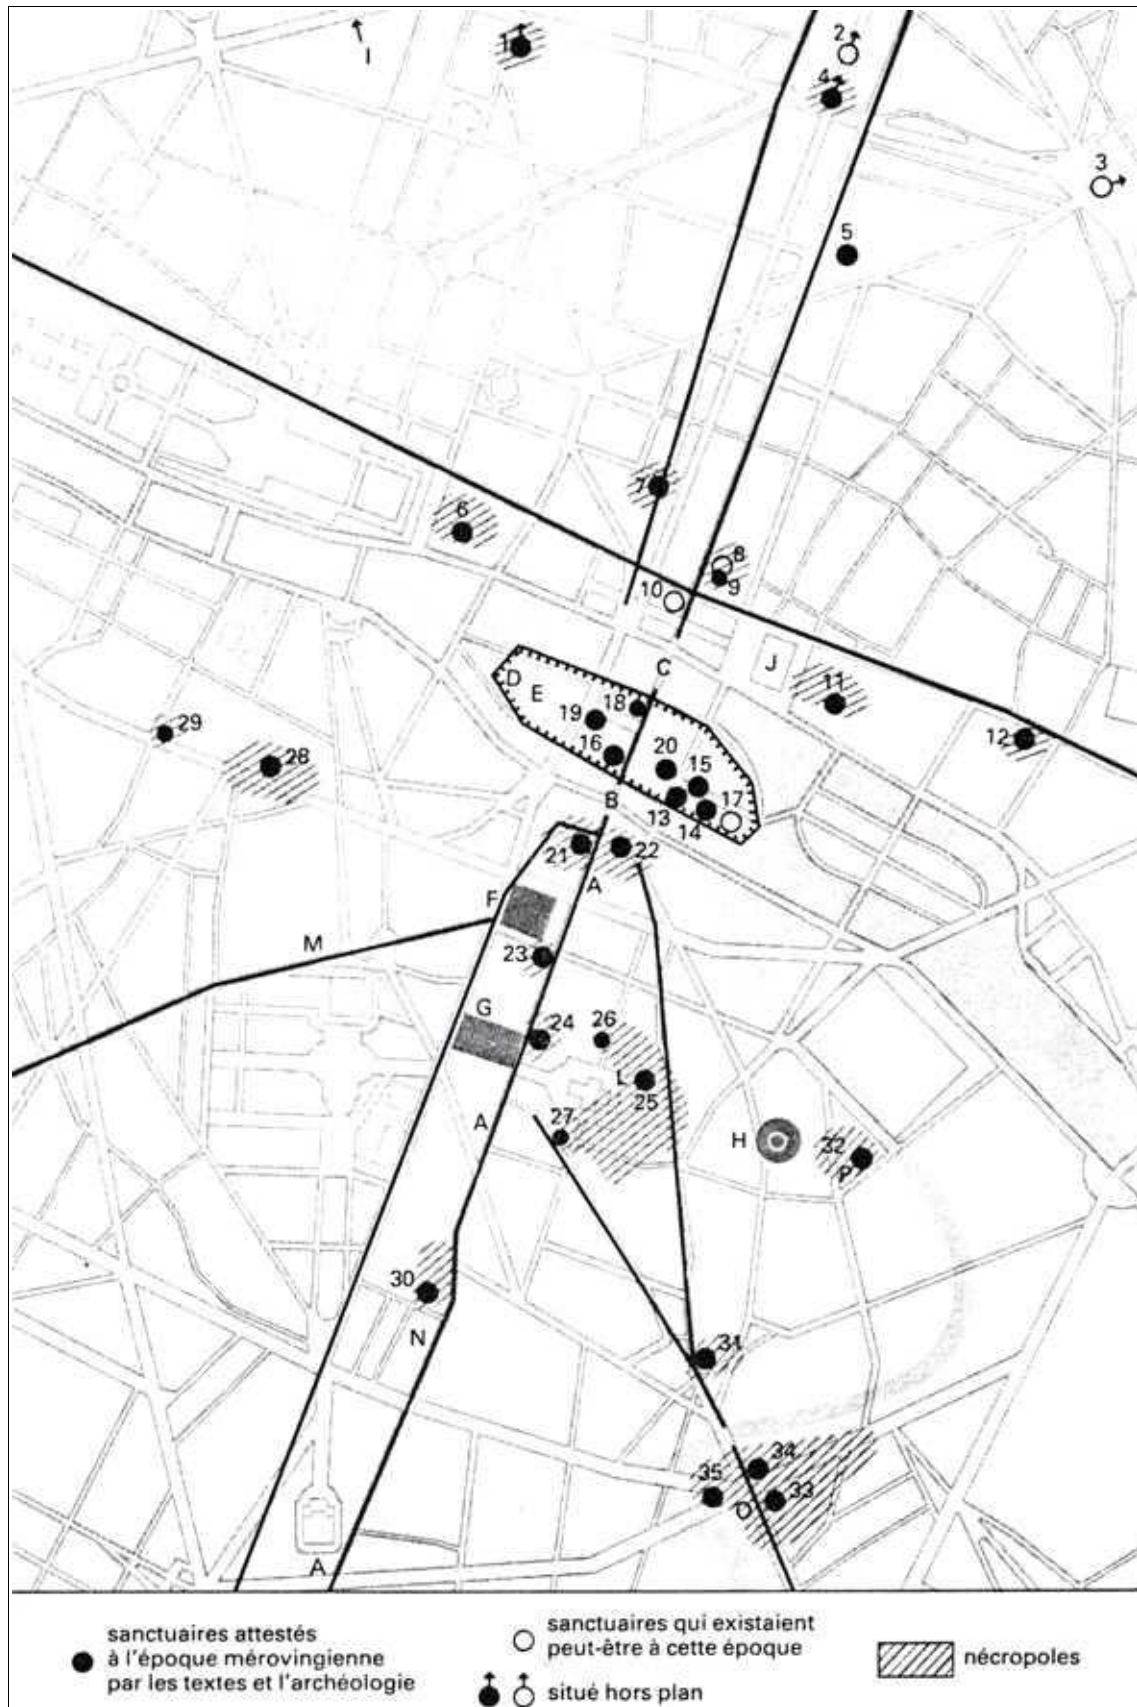 1
I
2
4
3
5
6
7
8
9
10
C
J
D
E
18
11
19
12
16
20
15
29
28
B
13
17
14
21
22
A
F
M
23
G
24
26
L
25
27
A
H
32
P
30
N
31
34
35
33
O
A
sanctuaires attestés
à l'époque mérovingienne
par les textes et l'archéologie
sanctuaires qui existaient
peut-être à cette époque
situé hors plan
nécropoles